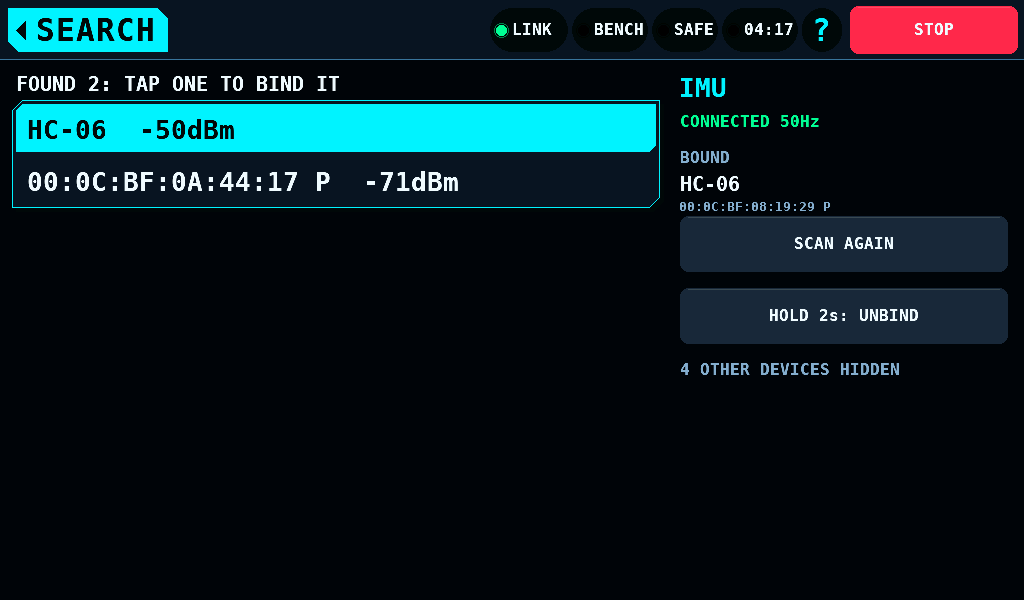 SEARCH
LINK
BENCH
SAFE
04:17
?
STOP
FOUND 2: TAP ONE TO BIND IT
HC-06  -50dBm
00:0C:BF:0A:44:17 P  -71dBm
IMU
CONNECTED 50Hz
BOUND
HC-06
00:0C:BF:08:19:29 P
SCAN AGAIN
HOLD 2s: UNBIND
4 OTHER DEVICES HIDDEN